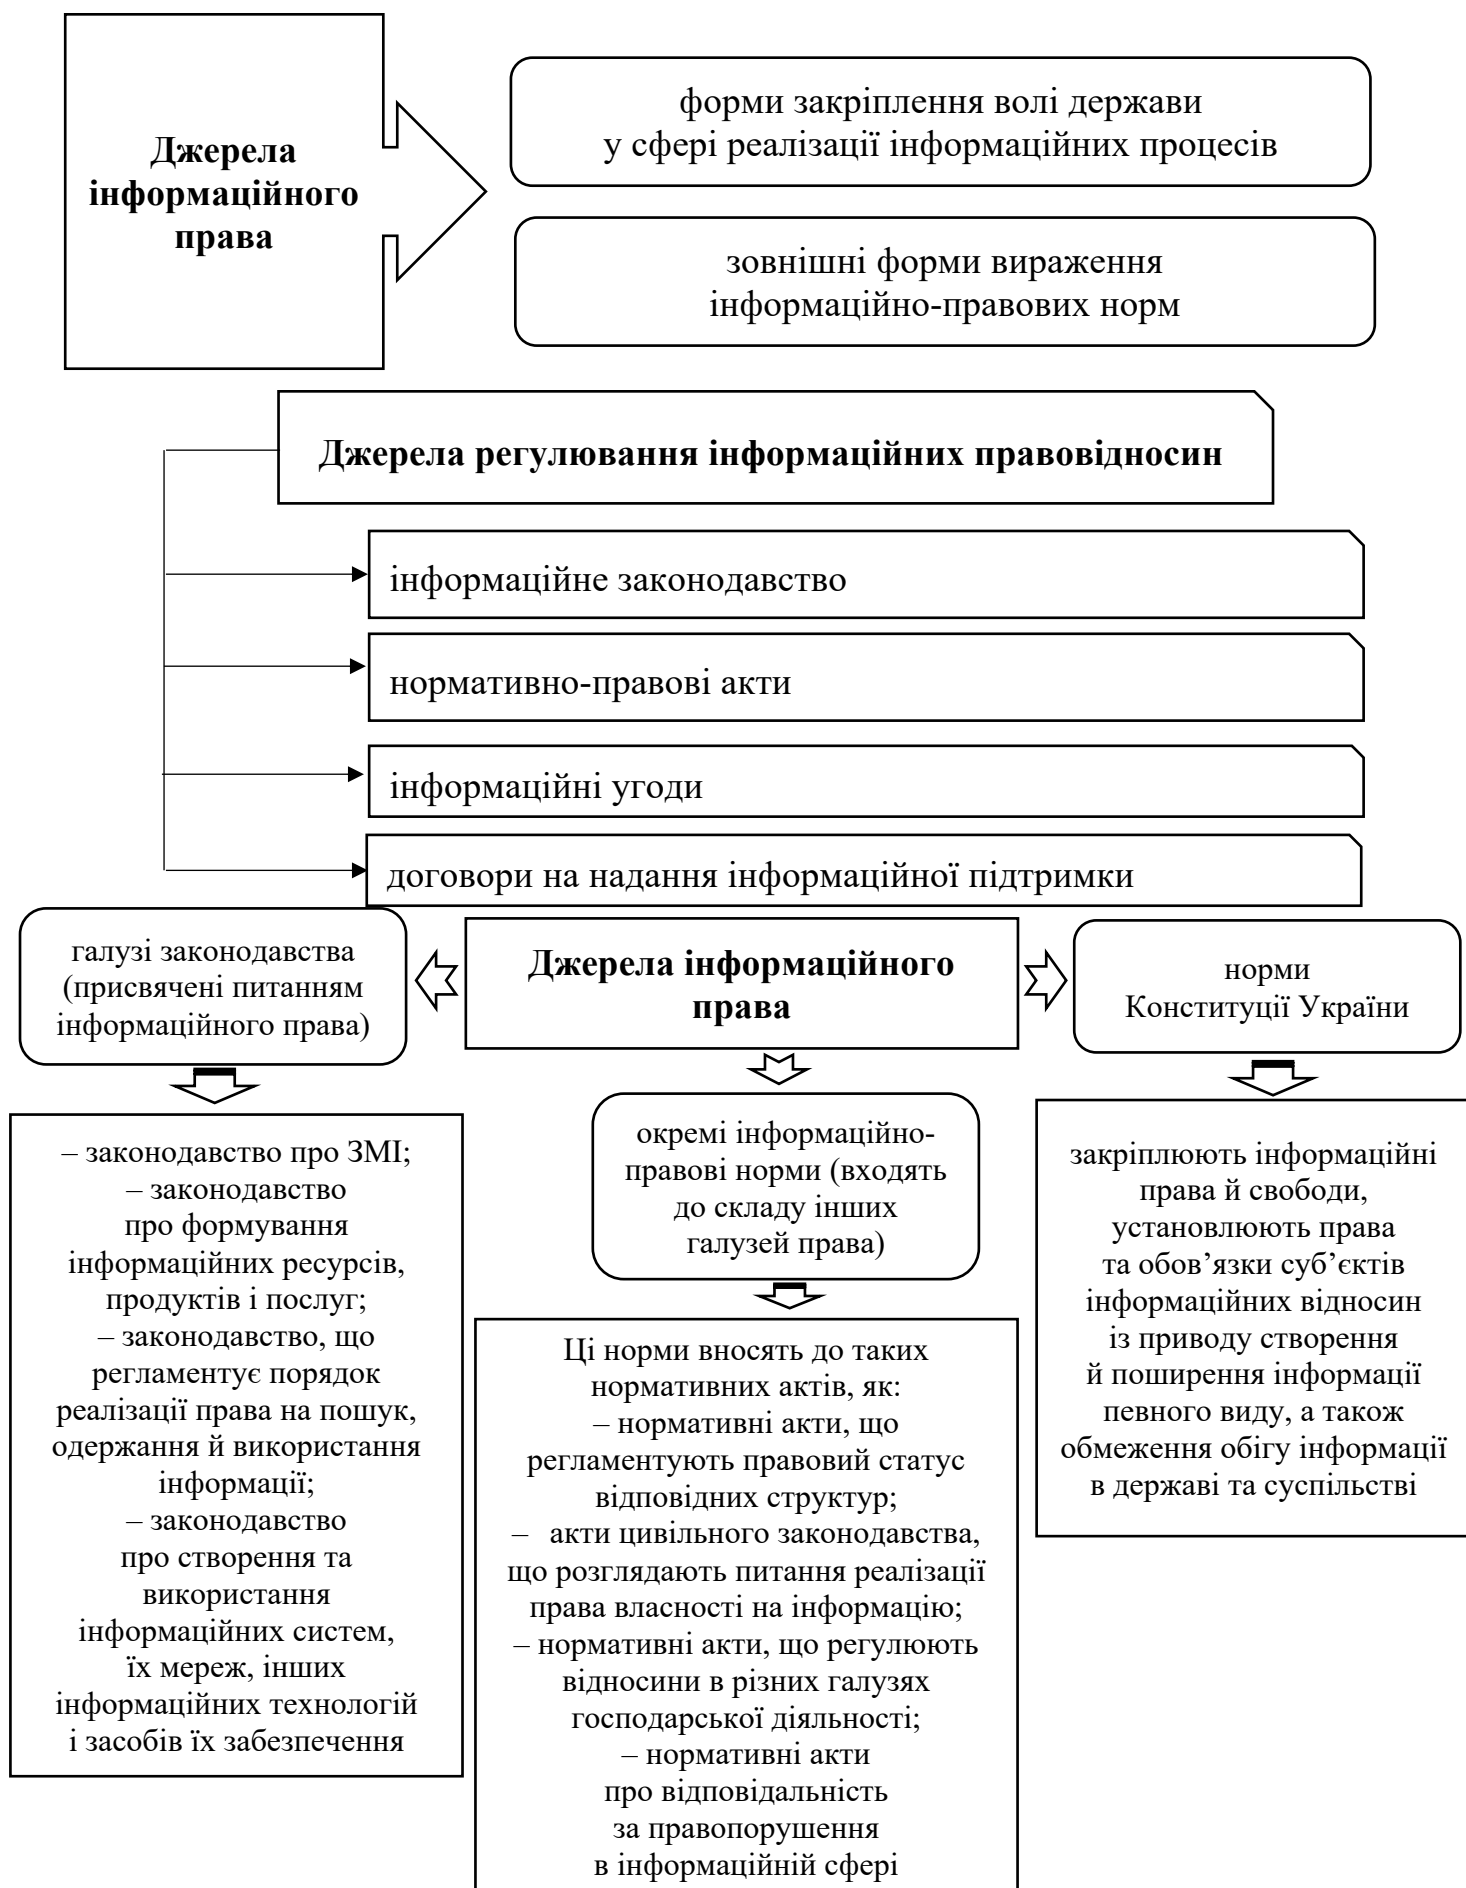 Джерела
інформаційного
права
форми закріплення волі держави
у сфері реалізації інформаційних процесів
зовнішні форми вираження
інформаційно-правових норм
Джерела регулювання інформаційних правовідносин
інформаційне законодавство
нормативно-правові акти
інформаційні угоди
договори на надання інформаційної підтримки
галузі законодавства
(присвячені питанням
інформаційного права)
Джерела інформаційного
права
норми
Конституції України
– законодавство про ЗМІ;
– законодавство
про формування
інформаційних ресурсів,
продуктів і послуг;
– законодавство, що
регламентує порядок
реалізації права на пошук,
одержання й використання
інформації;
– законодавство
про створення та
використання
інформаційних систем,
їх мереж, інших
інформаційних технологій
і засобів їх забезпечення
окремі інформаційно-
правові норми (входять
до складу інших
галузей права)
Ці норми вносять до таких
нормативних актів, як:
– нормативні акти, що
регламентують правовий статус
відповідних структур;
– акти цивільного законодавства,
що розглядають питання реалізації
права власності на інформацію;
– нормативні акти, що регулюють
відносини в різних галузях
господарської діяльності;
– нормативні акти
про відповідальність
за правопорушення
в інформаційній сфері
закріплюють інформаційні
права й свободи,
установлюють права
та обов’язки суб’єктів
інформаційних відносин
із приводу створення
й поширення інформації
певного виду, а також
обмеження обігу інформації
в державі та суспільстві